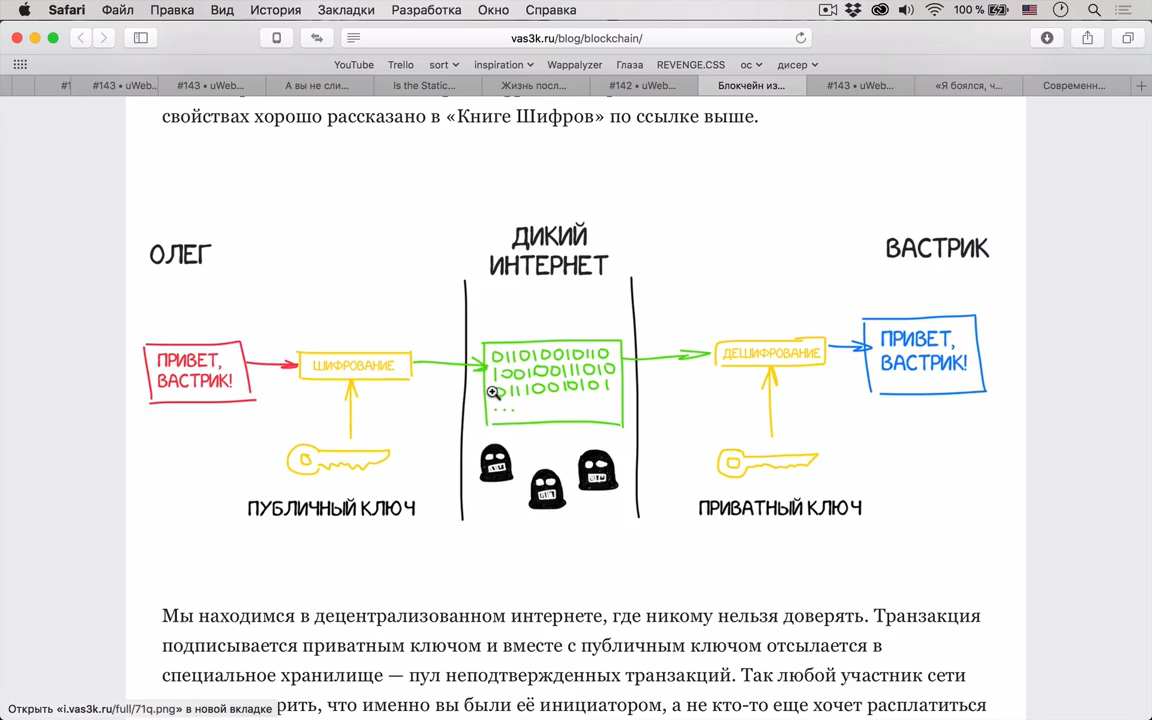 Safari Файл Правка Вид История Закладки Разработка Окно Справка 100 %
vas3k.ru/blog/blockchain/
YouTube Trello sort inspiration Wappalyzer Глаза REVENGE.CSS ос дисер
#1 #143 • uWeb... #143 • uWeb... А вы не сли... Is the Static... Жизнь посл... #142 • uWeb... Блокчейн из... #143 • uWeb... «Я боялся, ч... Современн...
свойствах хорошо рассказано в «Книге Шифров» по ссылке выше.
ОЛЕГ
ДИКИЙ
ИНТЕРНЕТ
ВАСТРИК
ПРИВЕТ,
ВАСТРИК!
ШИФРОВАНИЕ
0110100101110
1001000111010
01110010101
...
ДЕШИФРОВАНИЕ
ПРИВЕТ,
ВАСТРИК!
ПУБЛИЧНЫЙ КЛЮЧ
ПРИВАТНЫЙ КЛЮЧ
Мы находимся в децентрализованном интернете, где никому нельзя доверять. Транзакция
подписывается приватным ключом и вместе с публичным ключом отсылается в
специальное хранилище — пул неподтвержденных транзакций. Так любой участник сети
что именно вы были её инициатором, а не кто-то еще хочет расплатиться
Открыть «i.vas3k.ru/full/71q.png» в новой вкладке